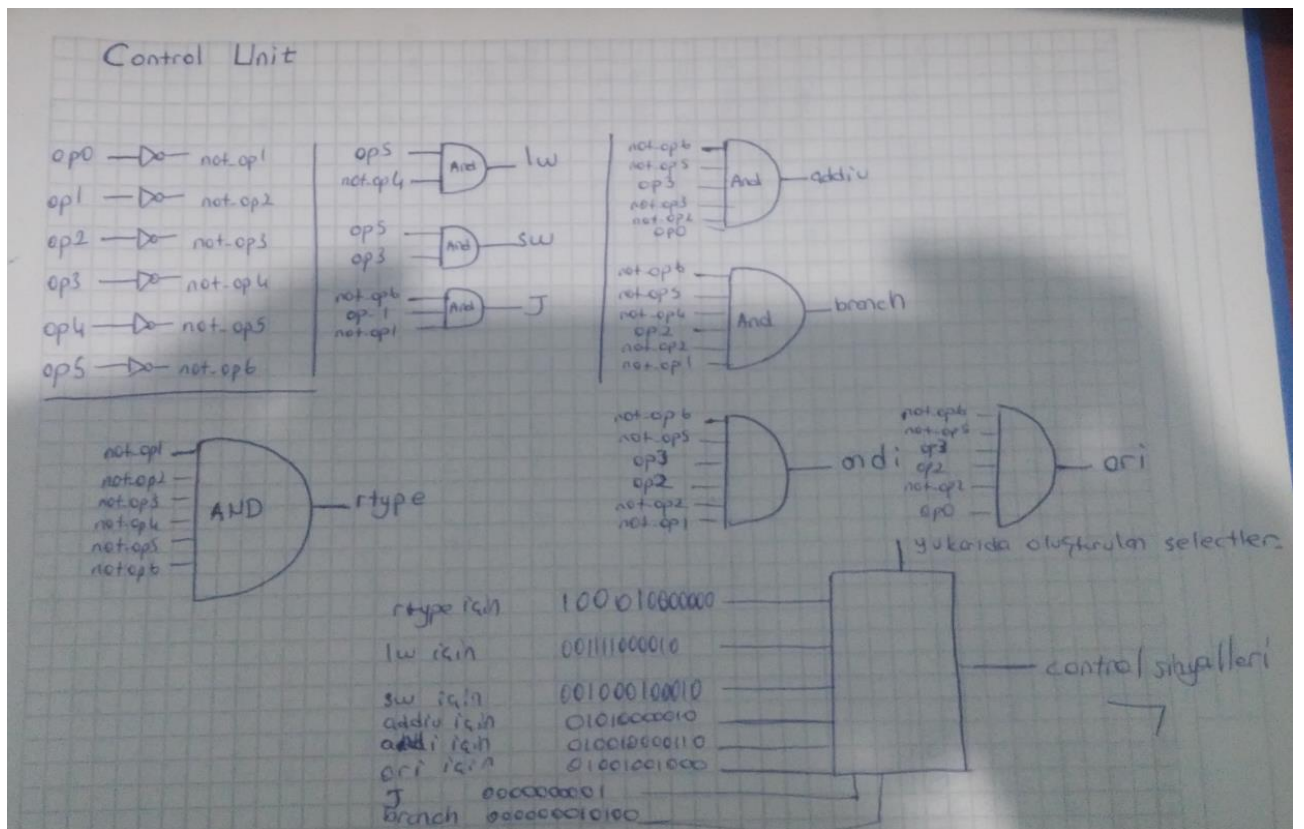 Control Unit
op0 not-op1
op1 not-op2
op2 not-op3
op3 not-op4
op4 not-op5
op5 not-op6
op5
not-op4
And
lw
op5
op3
And
sw
not-op6
op-1
not-op1
And
J
not-op6
not-op5
op3
not-op3
not-op2
op0
And
addiu
not-op6
not-op5
not-op4
op2
not-op2
not-op1
And
branch
not-op1
not-op2
not-op3
not-op4
not-op5
not-op6
AND
rtype
not-op6
not-op5
op3
op2
not-op2
not-op1
andi
not-op6
not-op5
op3
op2
not-op2
op0
ori
yukarıda oluşturulan selectler
rtype için 100010000000
lw için 001111000010
sw için 001000100010
addiu için 01010000010
andi için 010010000110
ori için 01001001000
J 000000001
branch 000000010100
control sinyalleri